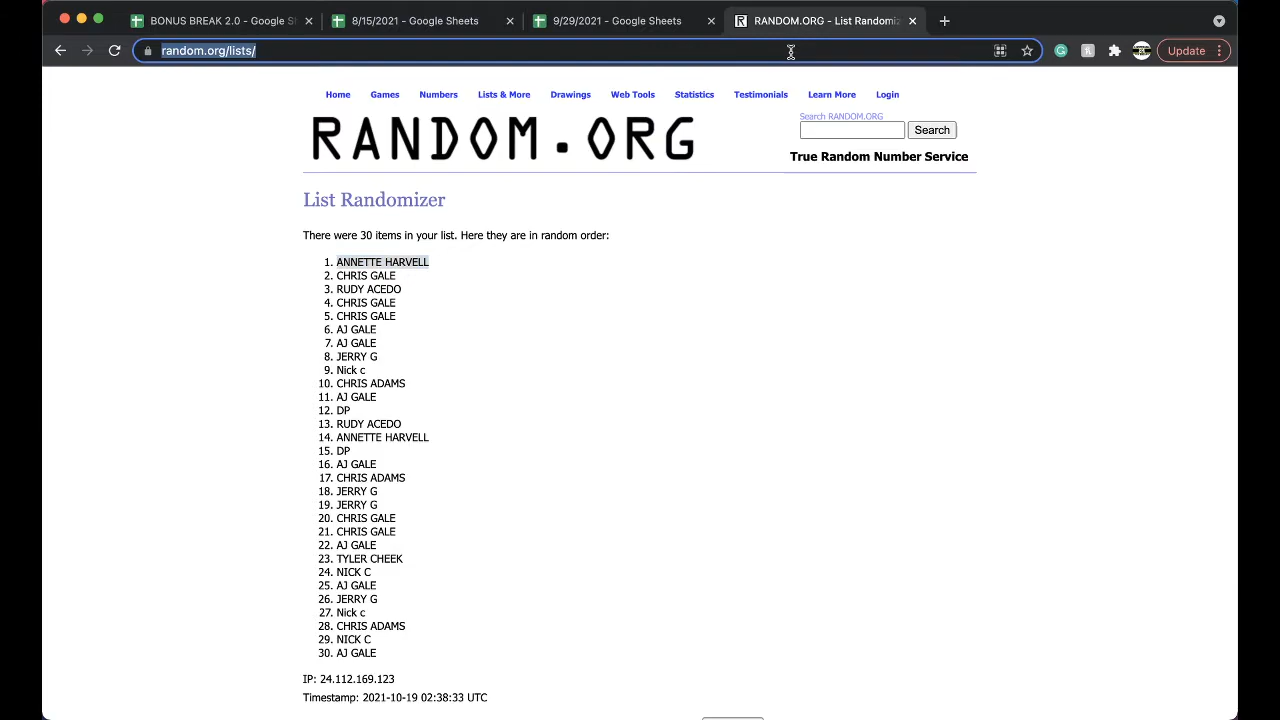 BONUS BREAK 2.0 - Google Sh
8/15/2021 - Google Sheets
9/29/2021 - Google Sheets
RANDOM.ORG - List Randomiz
random.org/lists/
Update
Home Games Numbers Lists & More Drawings Web Tools Statistics Testimonials Learn More Login
RANDOM.ORG
Search RANDOM.ORG
Search
True Random Number Service
List Randomizer
There were 30 items in your list. Here they are in random order:
1. ANNETTE HARVELL
2. CHRIS GALE
3. RUDY ACEDO
4. CHRIS GALE
5. CHRIS GALE
6. AJ GALE
7. AJ GALE
8. JERRY G
9. Nick c
10. CHRIS ADAMS
11. AJ GALE
12. DP
13. RUDY ACEDO
14. ANNETTE HARVELL
15. DP
16. AJ GALE
17. CHRIS ADAMS
18. JERRY G
19. JERRY G
20. CHRIS GALE
21. CHRIS GALE
22. AJ GALE
23. TYLER CHEEK
24. NICK C
25. AJ GALE
26. JERRY G
27. Nick c
28. CHRIS ADAMS
29. NICK C
30. AJ GALE
IP: 24.112.169.123
Timestamp: 2021-10-19 02:38:33 UTC